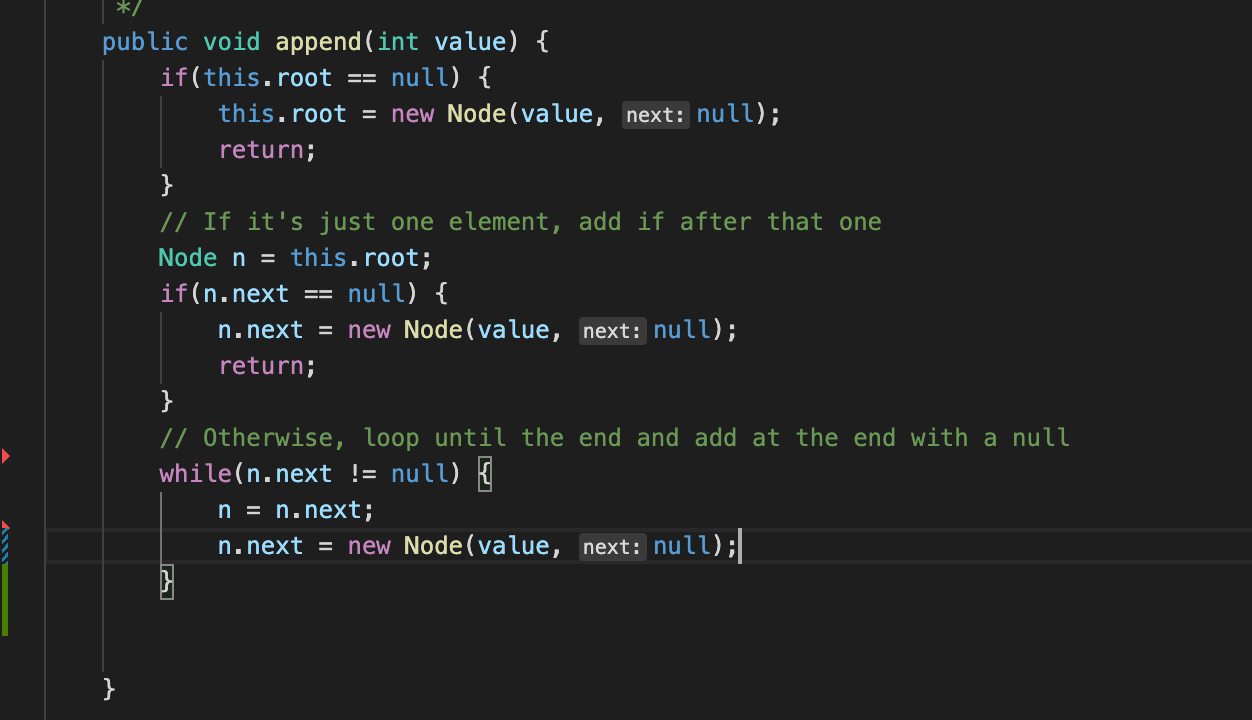 */
public void append(int value) {
if(this.root == null) {
this.root = new Node(value, next: null);
return;
}
// If it's just one element, add if after that one
Node n = this.root;
if(n.next == null) {
n.next = new Node(value, next: null);
return;
}
// Otherwise, loop until the end and add at the end with a null
while(n.next != null) {
n = n.next;
n.next = new Node(value, next: null);
}
}